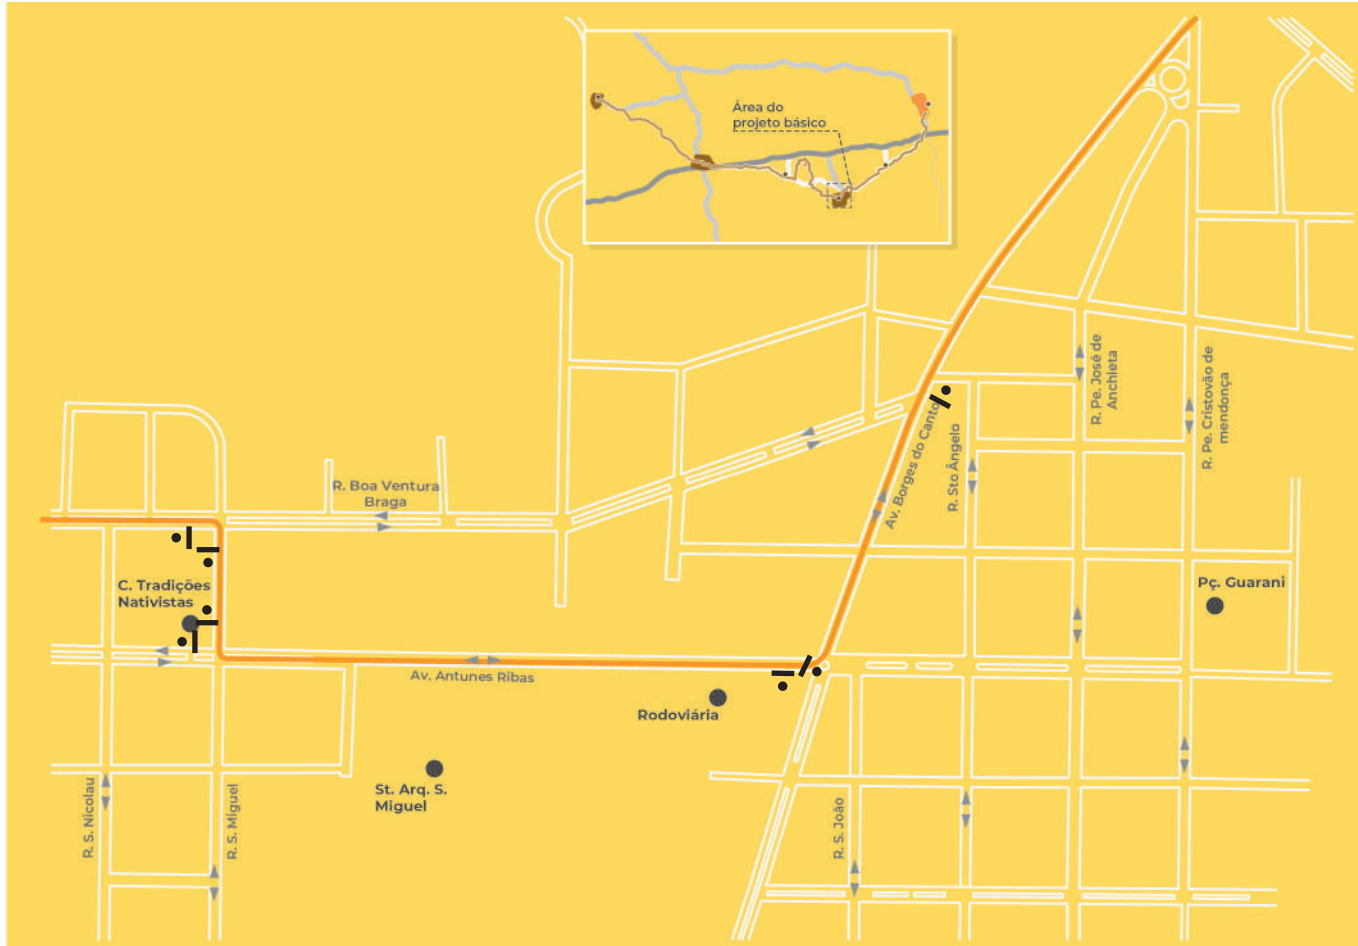 Área do
projeto básico
R. Pe. José de
Anchieta
R. Pe. Cristovão de
mendonça
Av. Borges do Canto
R. Sto Ângelo
R. Boa Ventura
Braga
C. Tradições
Nativistas
Pç. Guarani
Av. Antunes Ribas
Rodoviária
St. Arq. S.
Miguel
R. S. Nicolau
R. S. Miguel
R. S. João